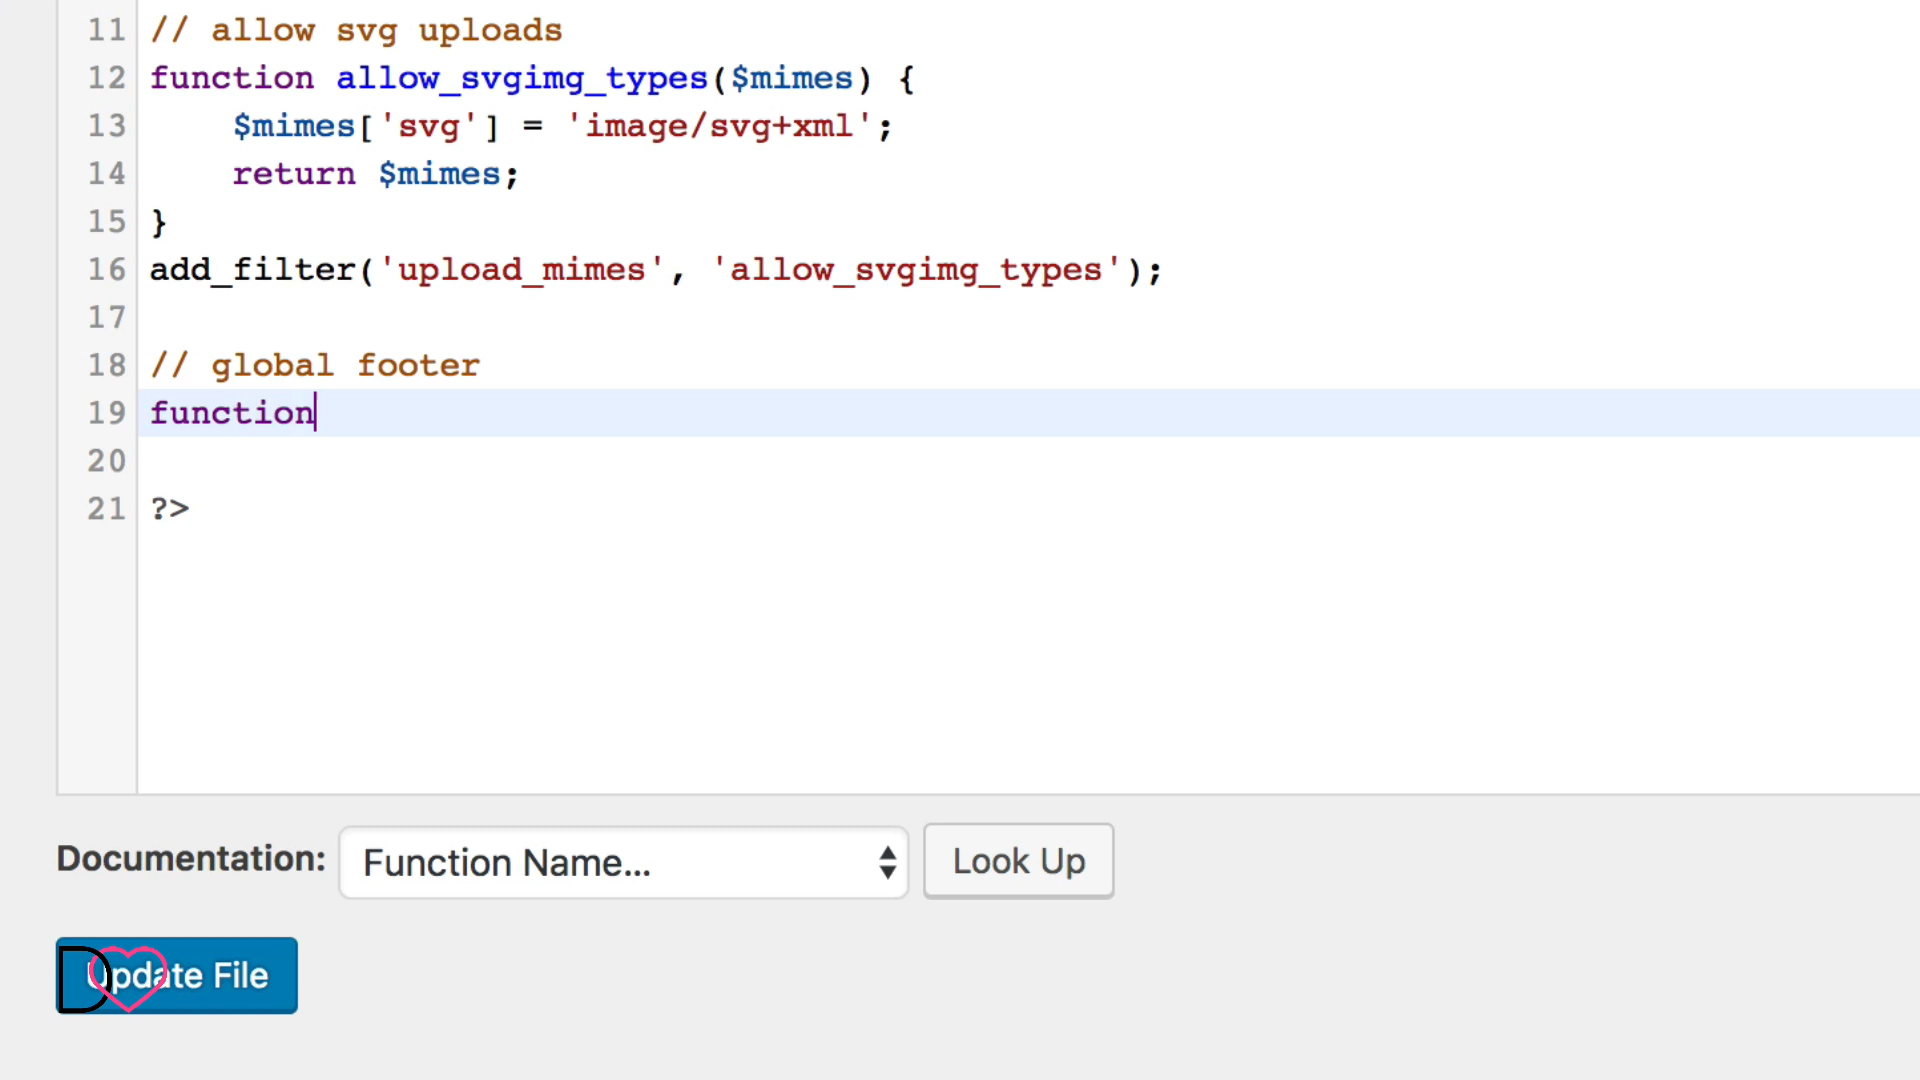 11 // allow svg uploads
12 function allow_svgimg_types($mimes) {
13     $mimes['svg'] = 'image/svg+xml';
14     return $mimes;
15 }
16 add_filter('upload_mimes', 'allow_svgimg_types');
17
18 // global footer
19 function
20
21 ?>
Documentation: Function Name... Look Up
Update File